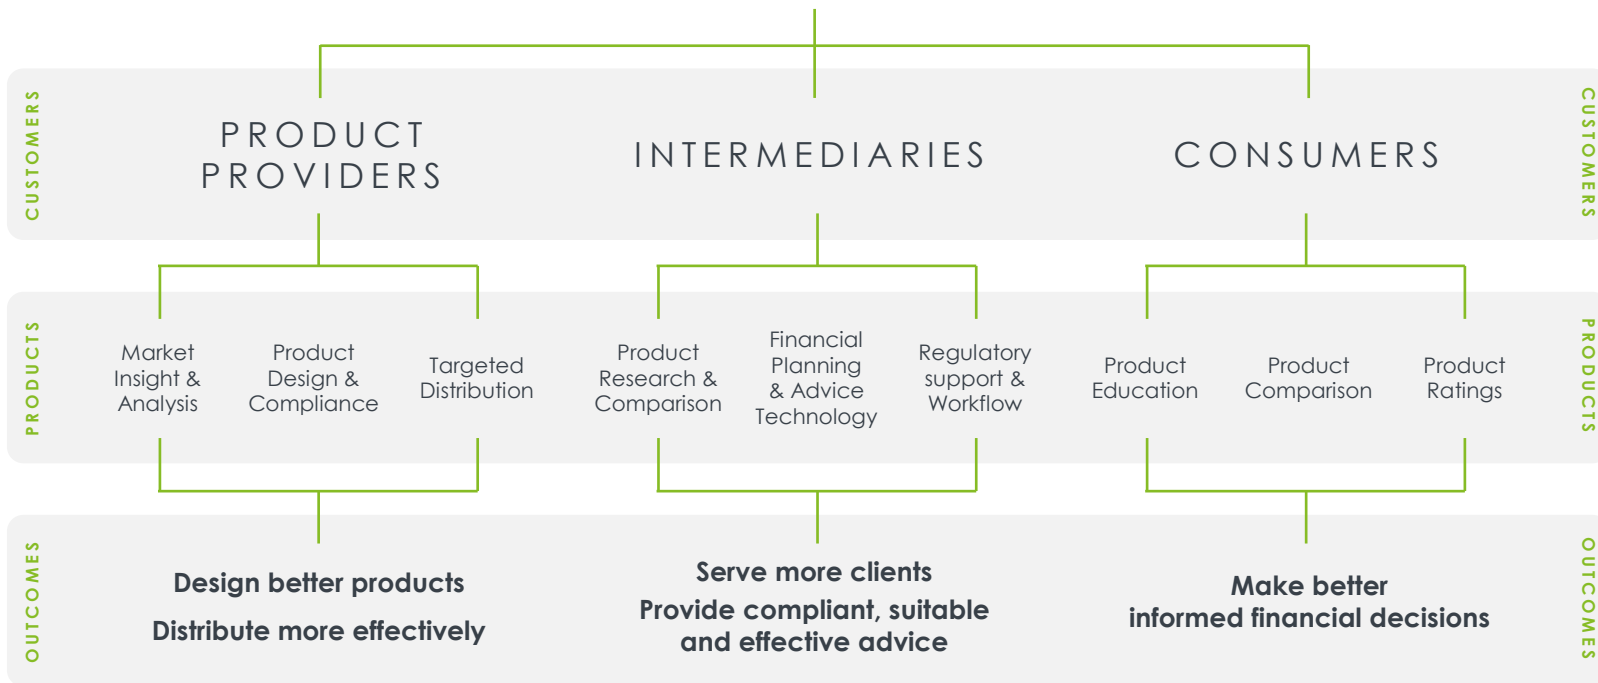 CUSTOMERS
PRODUCT
PROVIDERS
INTERMEDIARIES
CONSUMERS
CUSTOMERS
PRODUCTS
Market
Insight &
Analysis
Product
Design &
Compliance
Targeted
Distribution
Product
Research &
Comparison
Financial
Planning
& Advice
Technology
Regulatory
support &
Workflow
Product
Education
Product
Comparison
Product
Ratings
PRODUCTS
OUTCOMES
Design better products
Distribute more effectively
Serve more clients
Provide compliant, suitable
and effective advice
Make better
informed financial decisions
OUTCOMES